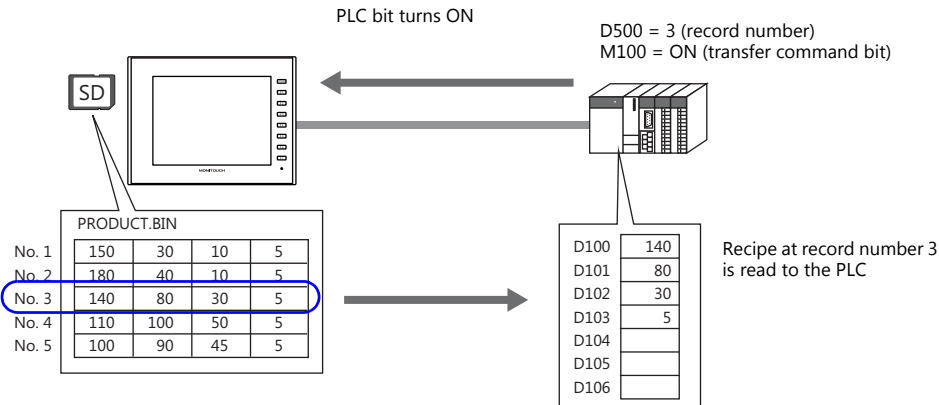 PLC bit turns ON
D500 = 3 (record number)
M100 = ON (transfer command bit)
SD
MONITOUCH
PRODUCT.BIN
No. 1 150 30 10 5
No. 2 180 40 10 5
No. 3 140 80 30 5
No. 4 110 100 50 5
No. 5 100 90 45 5
D100 140
D101 80
D102 30
D103 5
D104
D105
D106
Recipe at record number 3
is read to the PLC